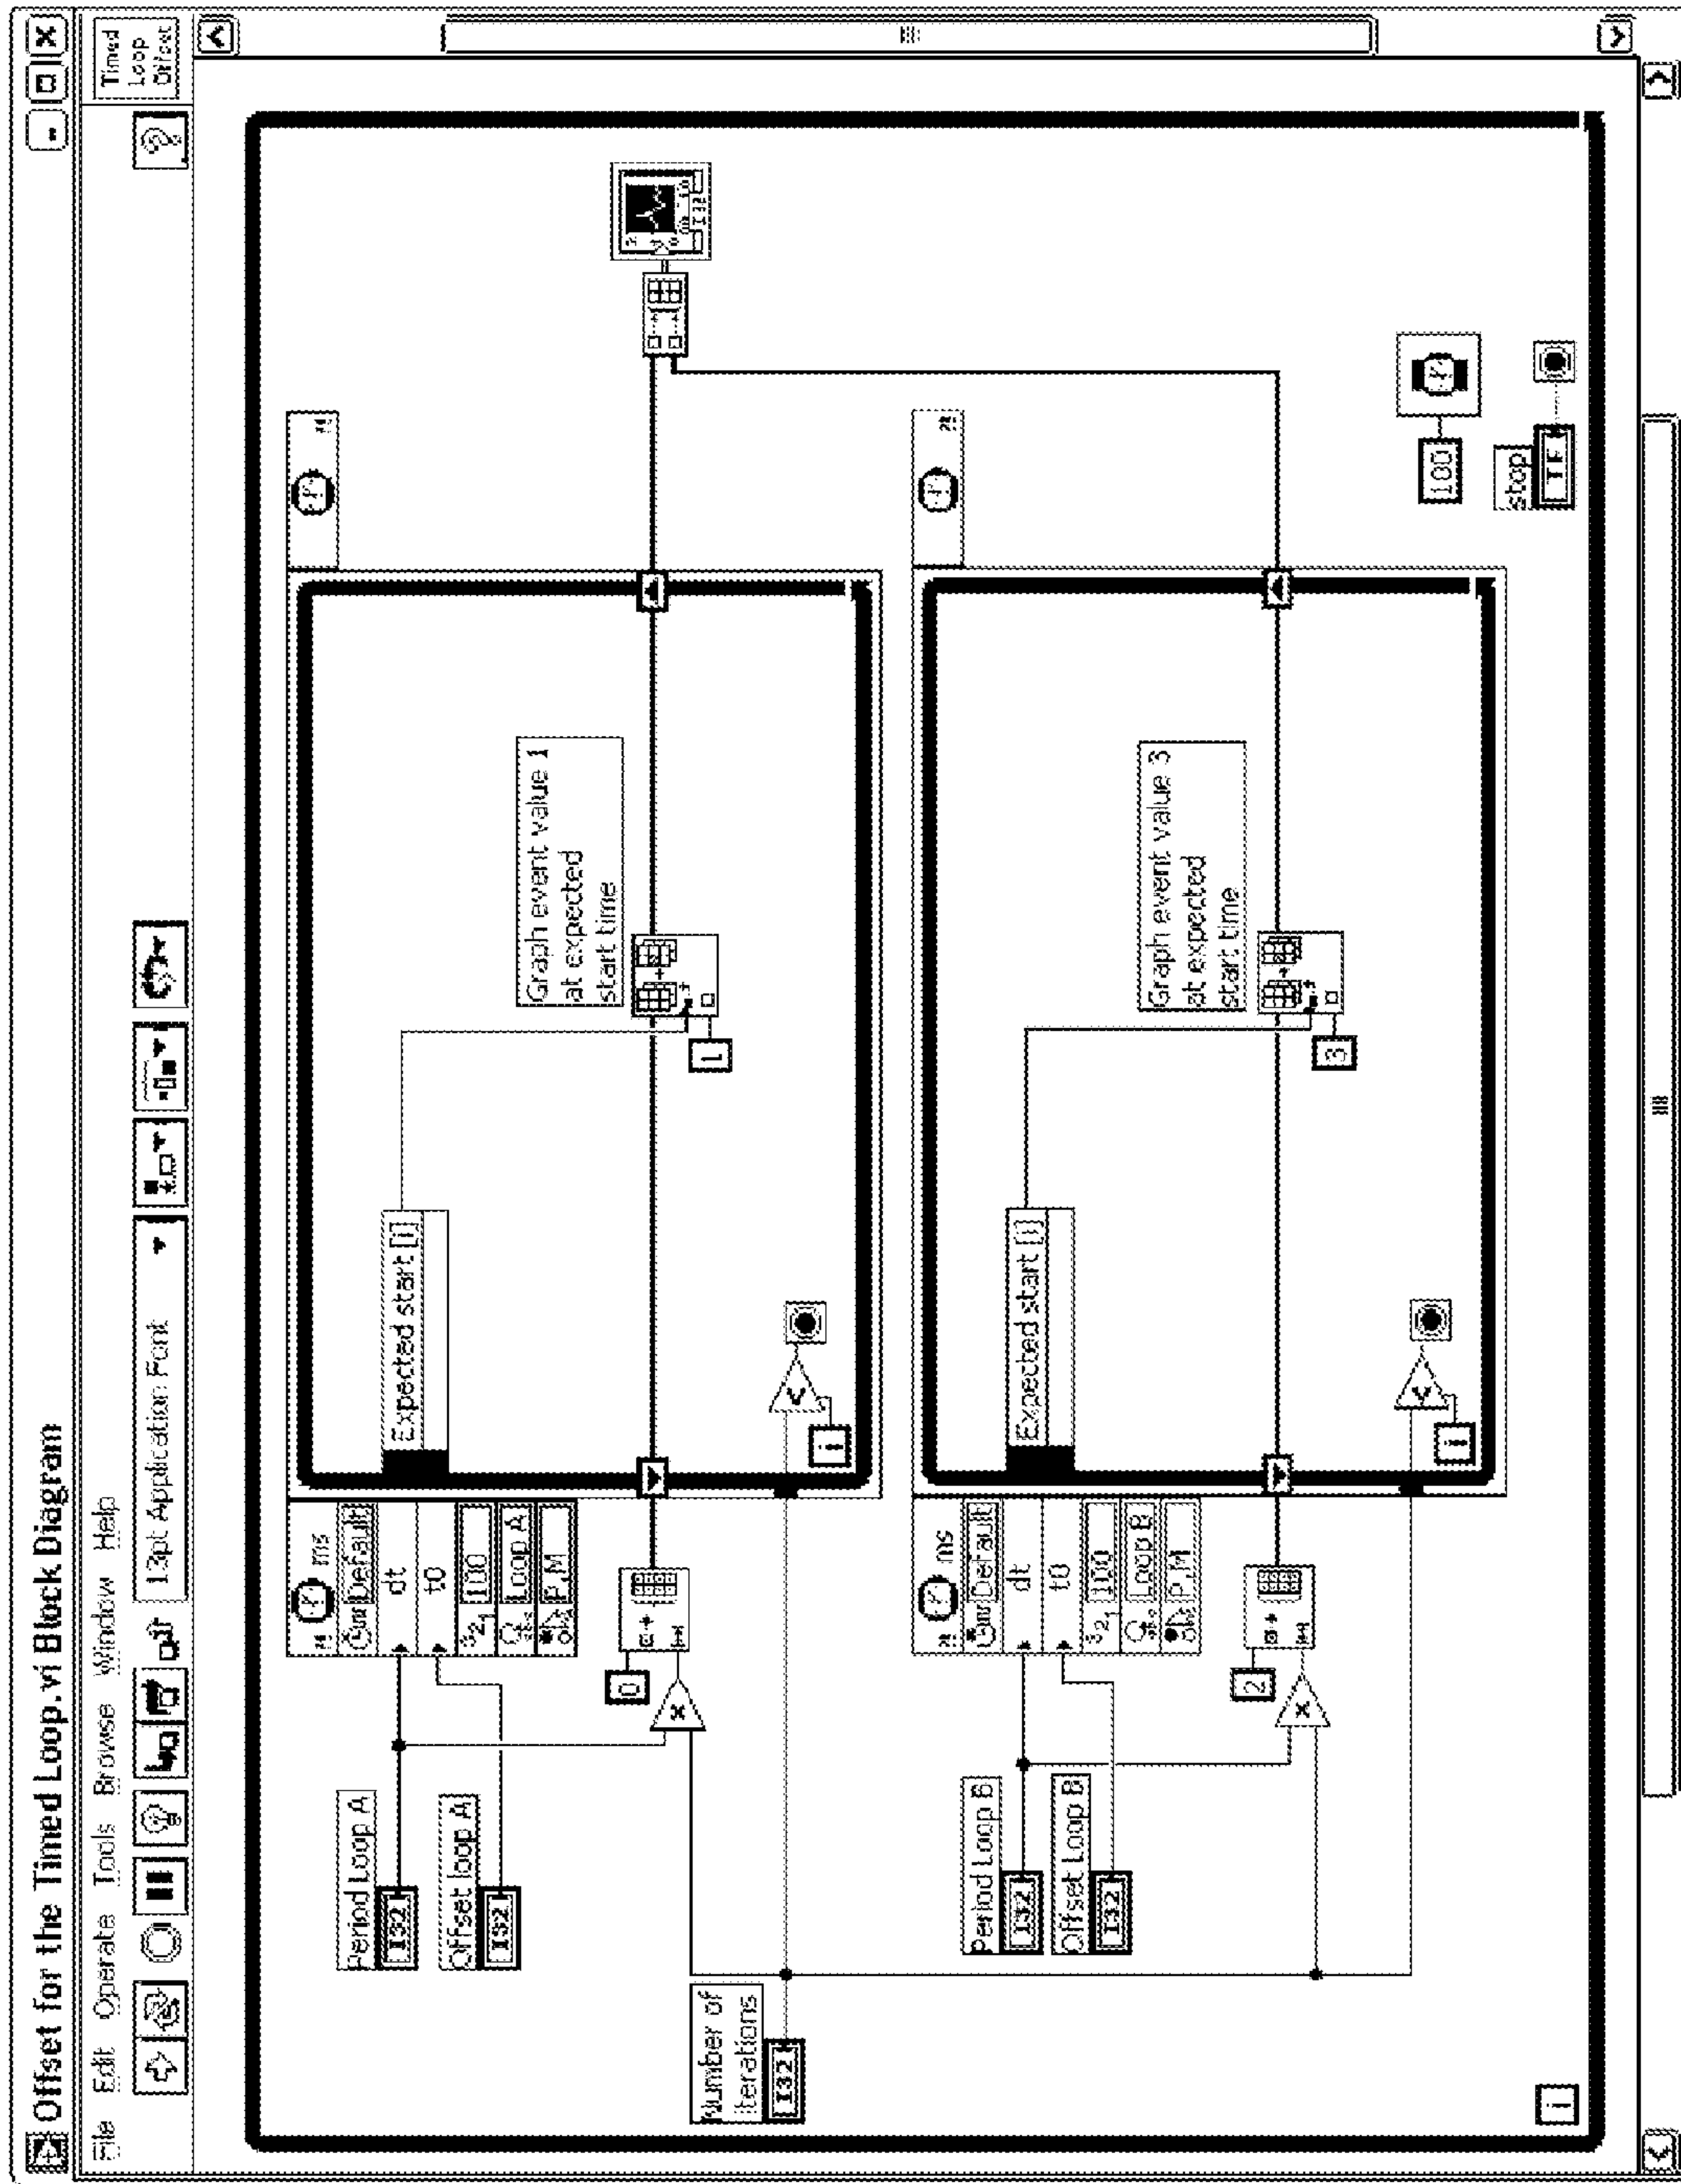 Offset for the Timed Loop.vi Block Diagram
File Edit Operate Tools Browse Window Help
13pt Application Font
Timed
Loop
Offset
Period Loop A
I32
Offset loop A
I32
Number of
iterations
I32
ms
Default
dt
t0
100
Loop A
P,M
0
x
Expected start [i]
i
1
Graph event value 1
at expected
start time
Period Loop B
I32
Offset Loop B
I32
ms
Default
dt
t0
100
Loop B
P,M
2
x
Expected start [i]
i
3
Graph event value 3
at expected
start time
100
stop
TF
i